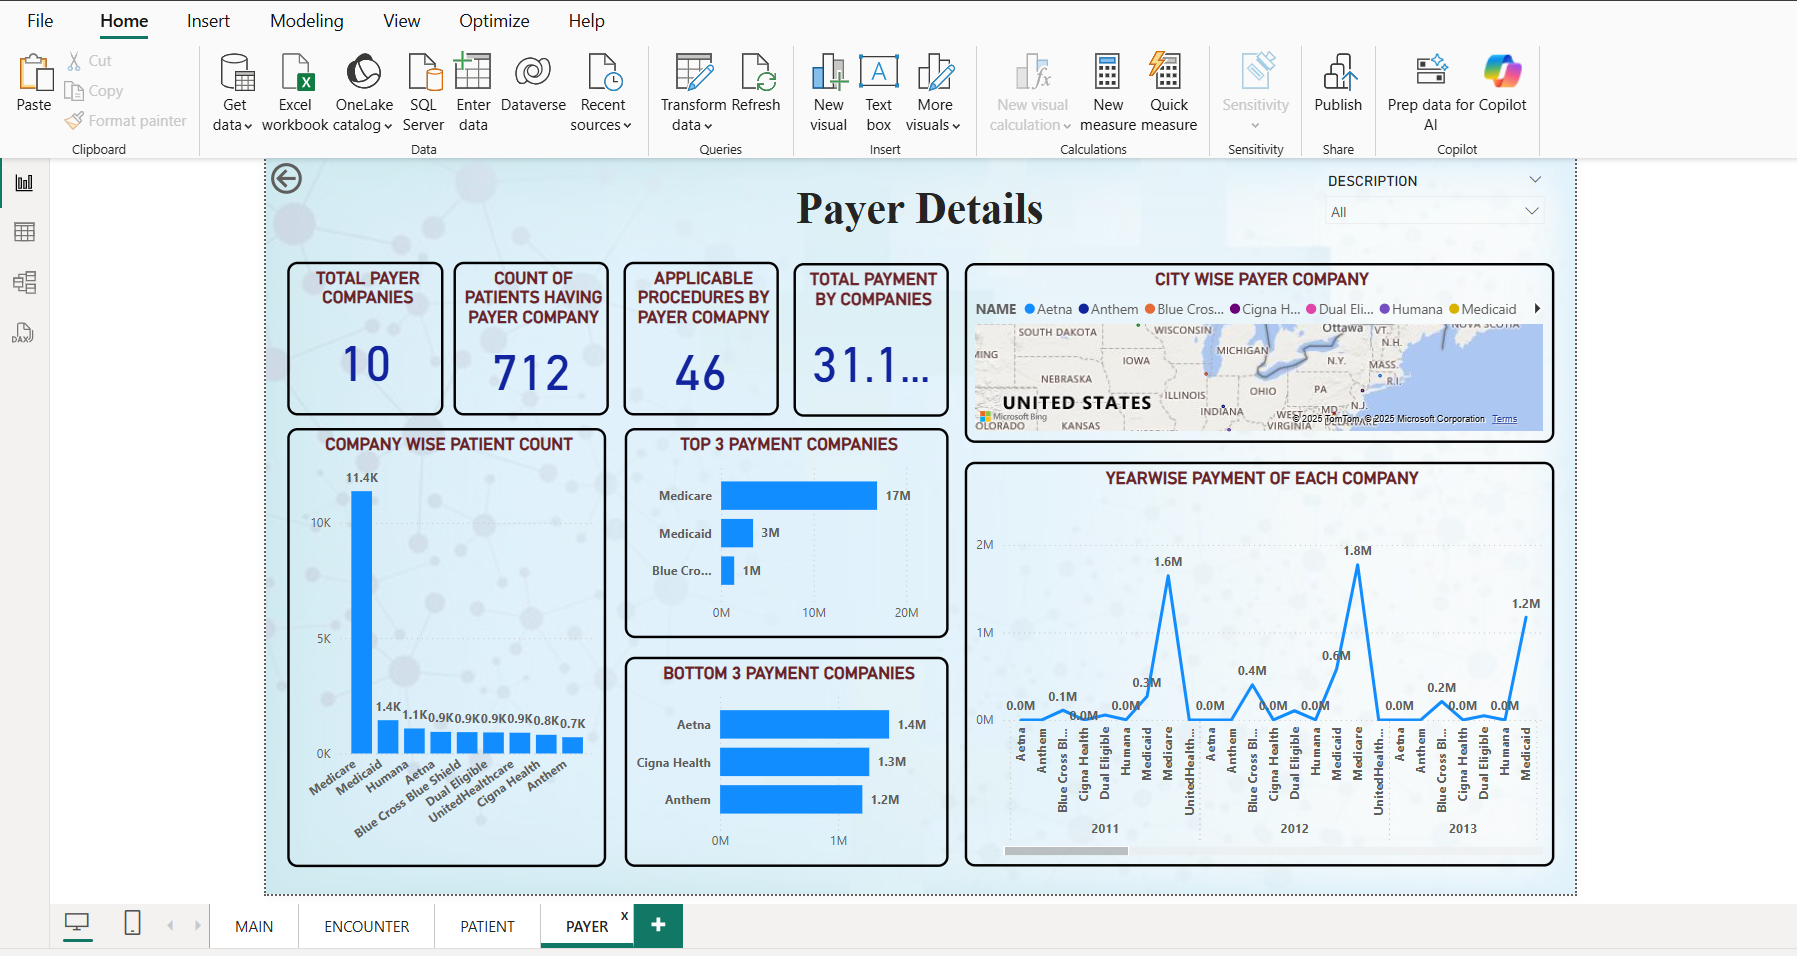 File Home Insert Modeling View Optimize Help
Paste
Cut
Copy
Format painter
Clipboard
Get data
Excel workbook
OneLake catalog
SQL Server
Enter data
Dataverse
Recent sources
Data
Transform data
Refresh
Queries
New visual
Text box
More visuals
Insert
New visual calculation
New measure
Quick measure
Calculations
Sensitivity
Sensitivity
Publish
Share
Prep data for AI
Copilot
Copilot
Payer Details
DESCRIPTION
All
TOTAL PAYER
COMPANIES
10
COUNT OF
PATIENTS HAVING
PAYER COMPANY
712
APPLICABLE
PROCEDURES BY
PAYER COMAPNY
46
TOTAL PAYMENT
BY COMPANIES
31.1...
CITY WISE PAYER COMPANY
NAME Aetna Anthem Blue Cros... Cigna H... Dual Eli... Humana Medicaid
SOUTH DAKOTA WISCONSIN Ottawa VT. NOVA SCOTIA
MING MICHIGAN N.H.
IOWA N.Y. MASS.
NEBRASKA OHIO PA R.I.
UNITED STATES ILLINOIS INDIANA N.J.
Microsoft Bing WEST MD.
OLORADO KANSAS VIRGINIA DELAWARE
© 2025 TomTom, © 2025 Microsoft Corporation Terms
COMPANY WISE PATIENT COUNT
11.4K
10K
5K
1.4K 1.1K 0.9K 0.9K 0.9K 0.9K 0.8K 0.7K
0K
Medicare
Medicaid
Humana
Aetna
Blue Cross Blue Shield
Dual Eligible
UnitedHealthcare
Cigna Health
Anthem
TOP 3 PAYMENT COMPANIES
Medicare 17M
Medicaid 3M
Blue Cro... 1M
0M 10M 20M
BOTTOM 3 PAYMENT COMPANIES
Aetna 1.4M
Cigna Health 1.3M
Anthem 1.2M
0M 1M
YEARWISE PAYMENT OF EACH COMPANY
2M
1M
0M
0.0M 0.1M 0.0M 0.0M 0.3M 1.6M 0.0M 0.4M 0.0M 0.0M 0.6M 1.8M 0.0M 0.2M 0.0M 0.0M 1.2M
Aetna Anthem Blue Cross Bl... Cigna Health Dual Eligible Humana Medicaid Medicare UnitedHealth...
Aetna Anthem Blue Cross Bl... Cigna Health Dual Eligible Humana Medicaid Medicare UnitedHealth...
Aetna Anthem Blue Cross Bl... Cigna Health Dual Eligible Humana Medicaid
2011 2012 2013
MAIN ENCOUNTER PATIENT PAYER x +